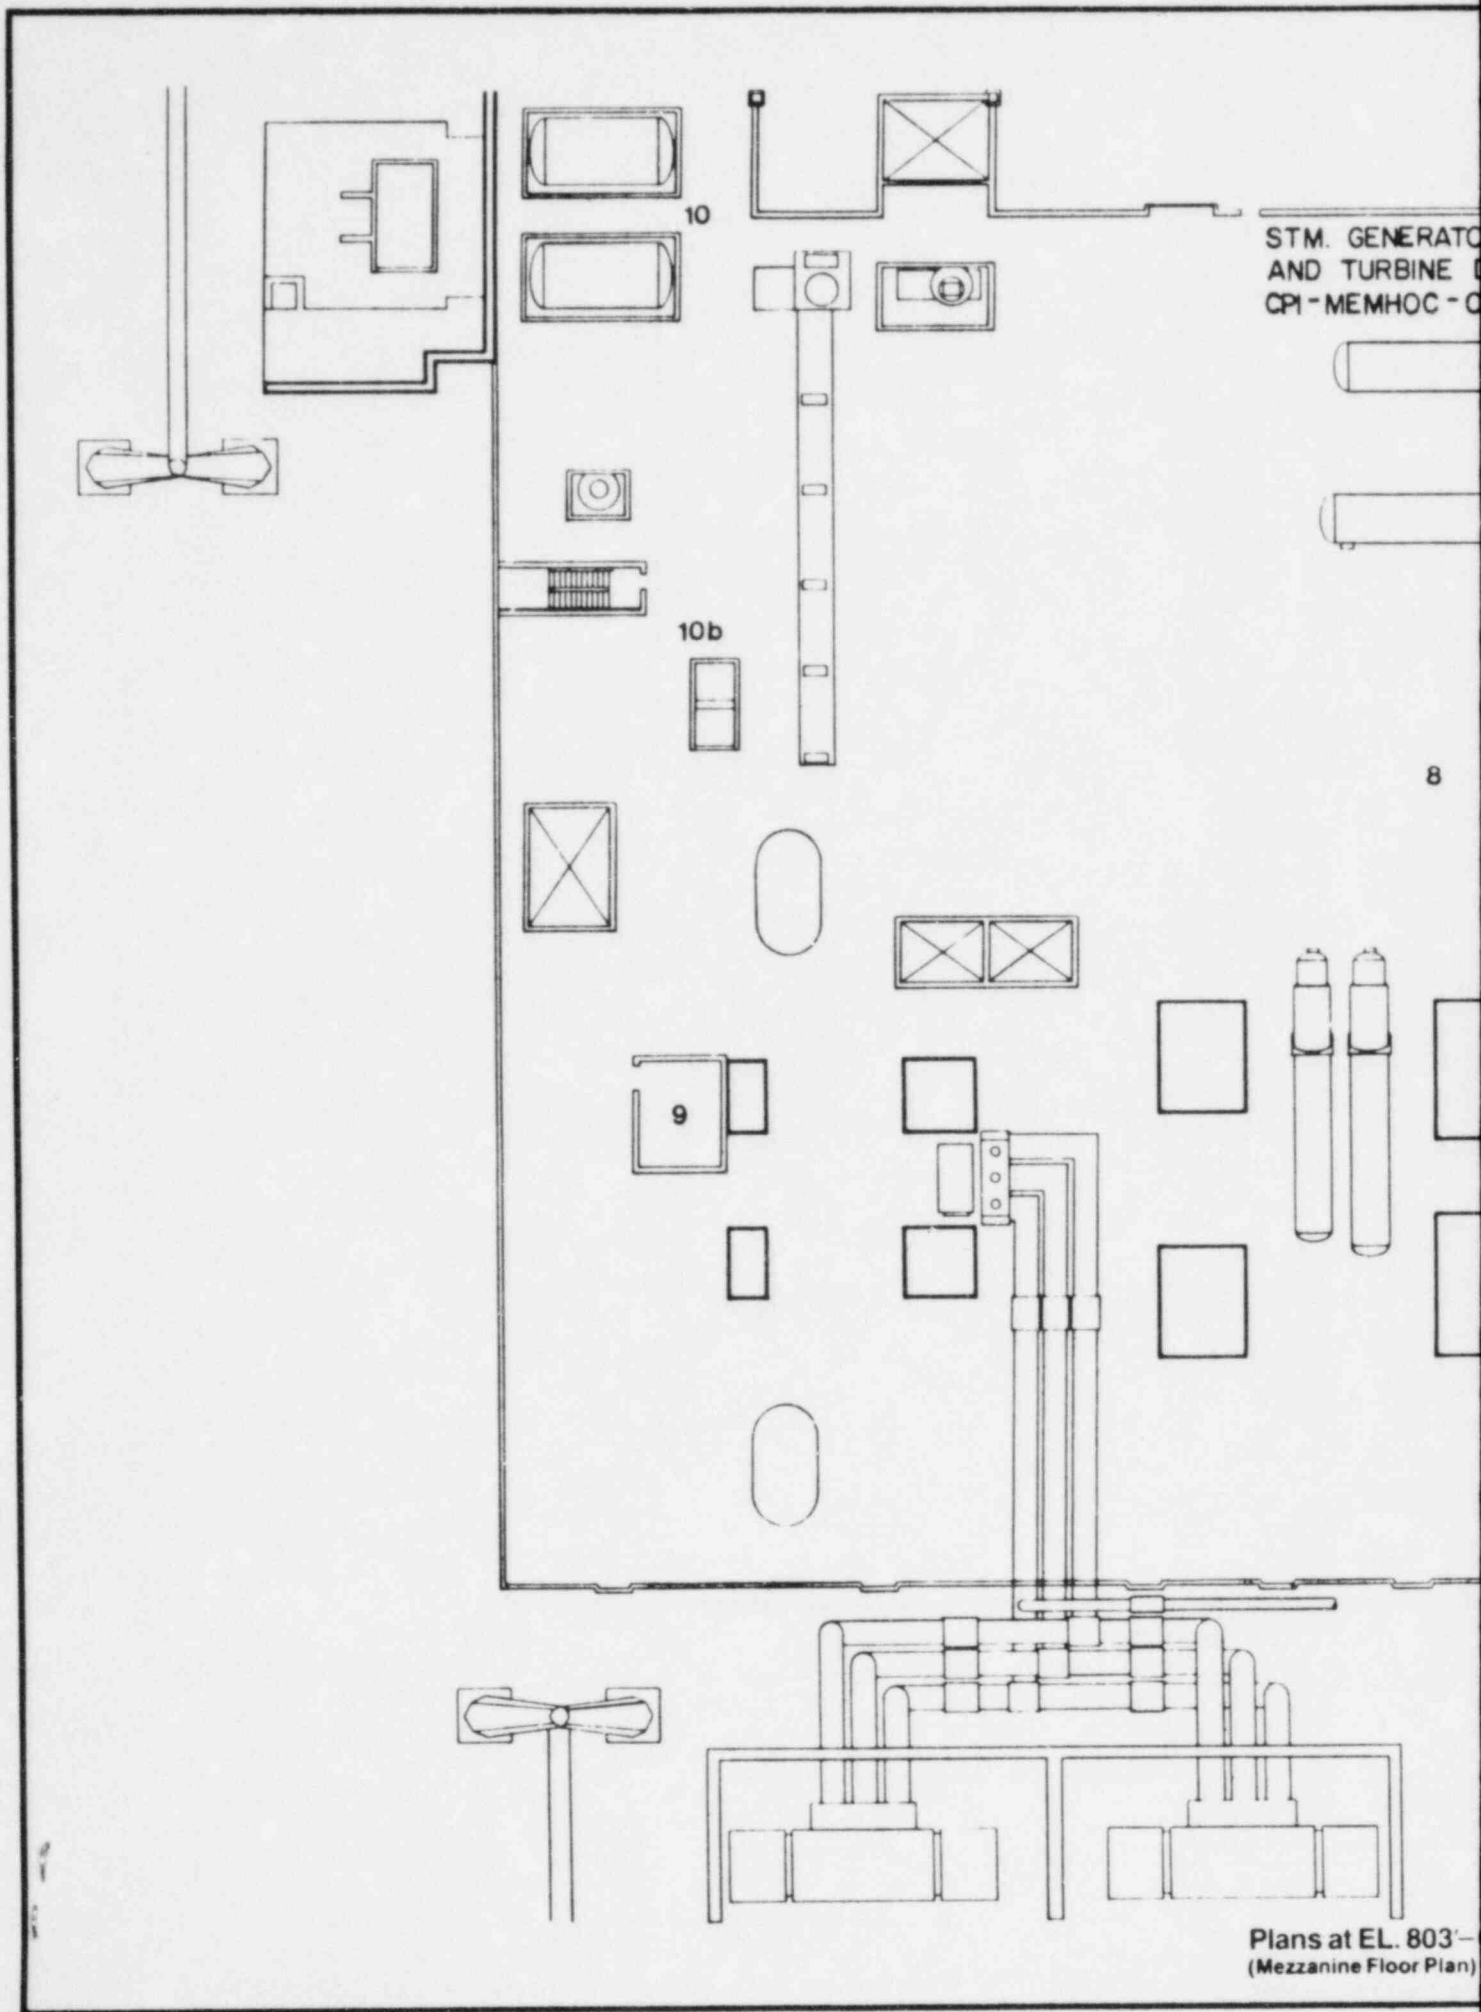 10
STM. GENERATO
AND TURBINE
CPI-MEMHOC-
10b
8
9
Plans at EL. 803'-
(Mezzanine Floor Plan)